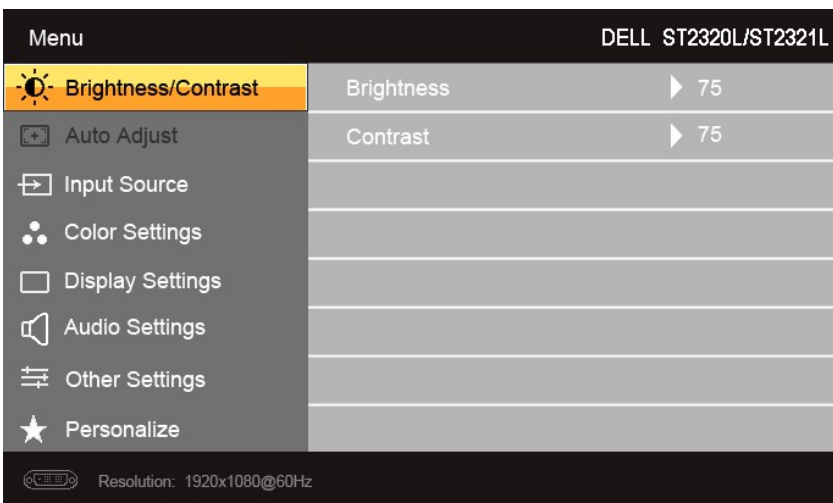 Menu DELL ST2320L/ST2321L
Brightness/Contrast Brightness 75
Auto Adjust Contrast 75
Input Source
Color Settings
Display Settings
Audio Settings
Other Settings
Personalize
Resolution: 1920x1080@60Hz